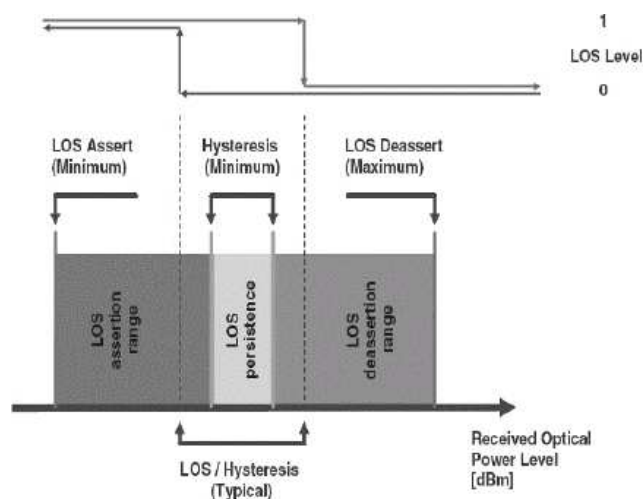 1
LOS Level
0
LOS Assert
(Minimum)
Hysteresis
(Minimum)
LOS Deassert
(Maximum)
LOS
assertion
range
LOS
persistence
LOS
deassertion
range
LOS / Hysteresis
(Typical)
Received Optical
Power Level
[dBm]